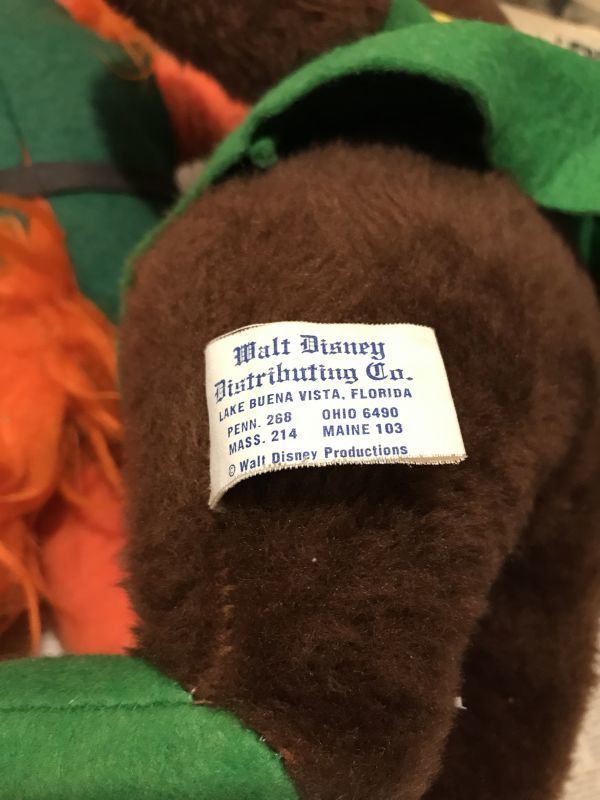 Walt Disney
Distributing Co.
LAKE BUENA VISTA, FLORIDA
PENN. 268 OHIO 6490
MASS. 214 MAINE 103
© Walt Disney Productions